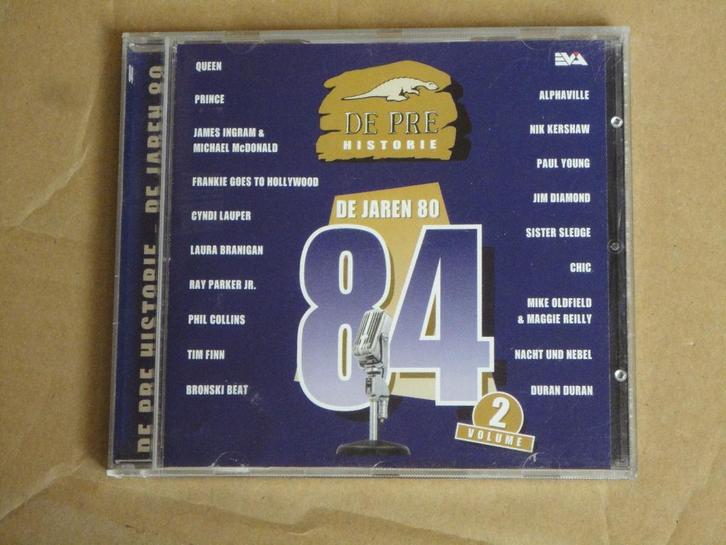 DE PRE HISTORIE - DE JAREN 80
QUEEN
PRINCE
JAMES INGRAM &
MICHAEL McDONALD
FRANKIE GOES TO HOLLYWOOD
CYNDI LAUPER
LAURA BRANIGAN
RAY PARKER JR.
PHIL COLLINS
TIM FINN
BRONSKI BEAT
DE PRE
HISTORIE
DE JAREN 80
84
2
VOLUME
EVA
ALPHAVILLE
NIK KERSHAW
PAUL YOUNG
JIM DIAMOND
SISTER SLEDGE
CHIC
MIKE OLDFIELD
& MAGGIE REILLY
NACHT UND NEBEL
DURAN DURAN